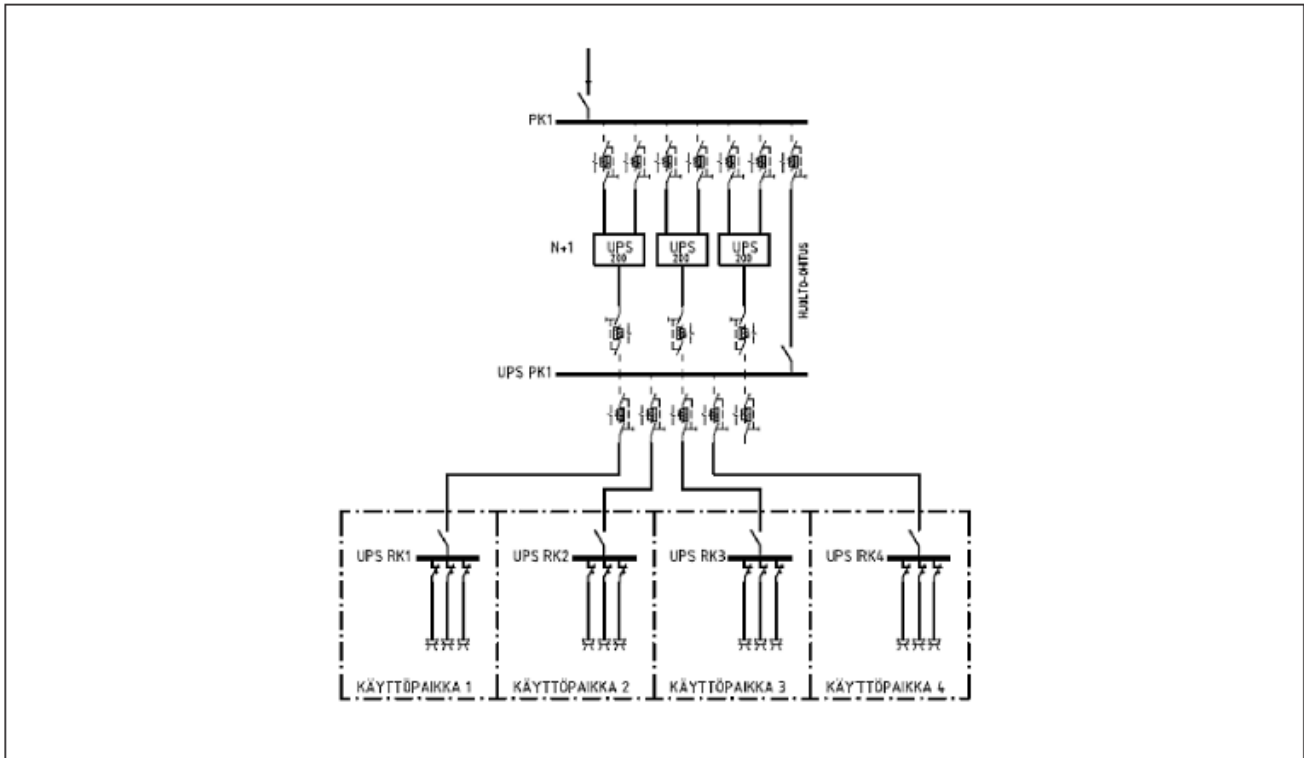 PK1
N+1
UPS
200
UPS
200
UPS
200
HUOLTO-OHITUS
UPS PK1
UPS RK1
UPS RK2
UPS RK3
UPS RK4
KÄYTTÖPAIKKA 1
KÄYTTÖPAIKKA 2
KÄYTTÖPAIKKA 3
KÄYTTÖPAIKKA 4